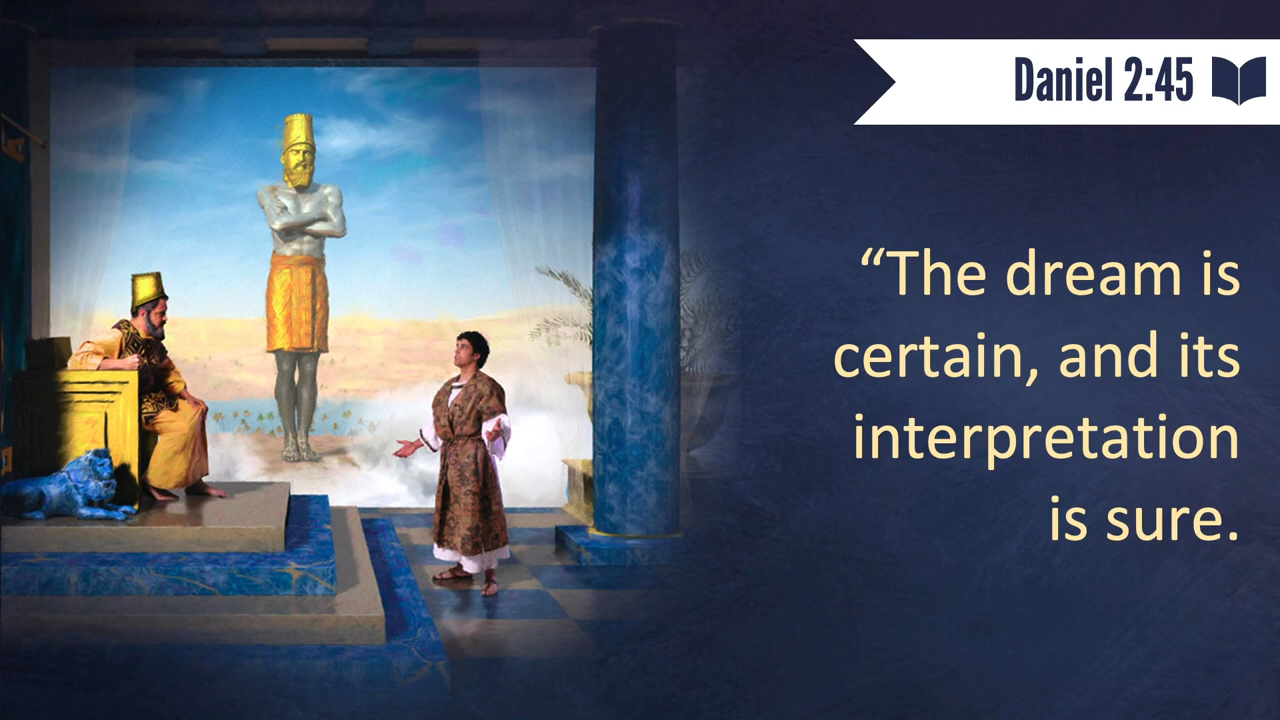 Daniel 2:45
“The dream is
certain, and its
interpretation
is sure.